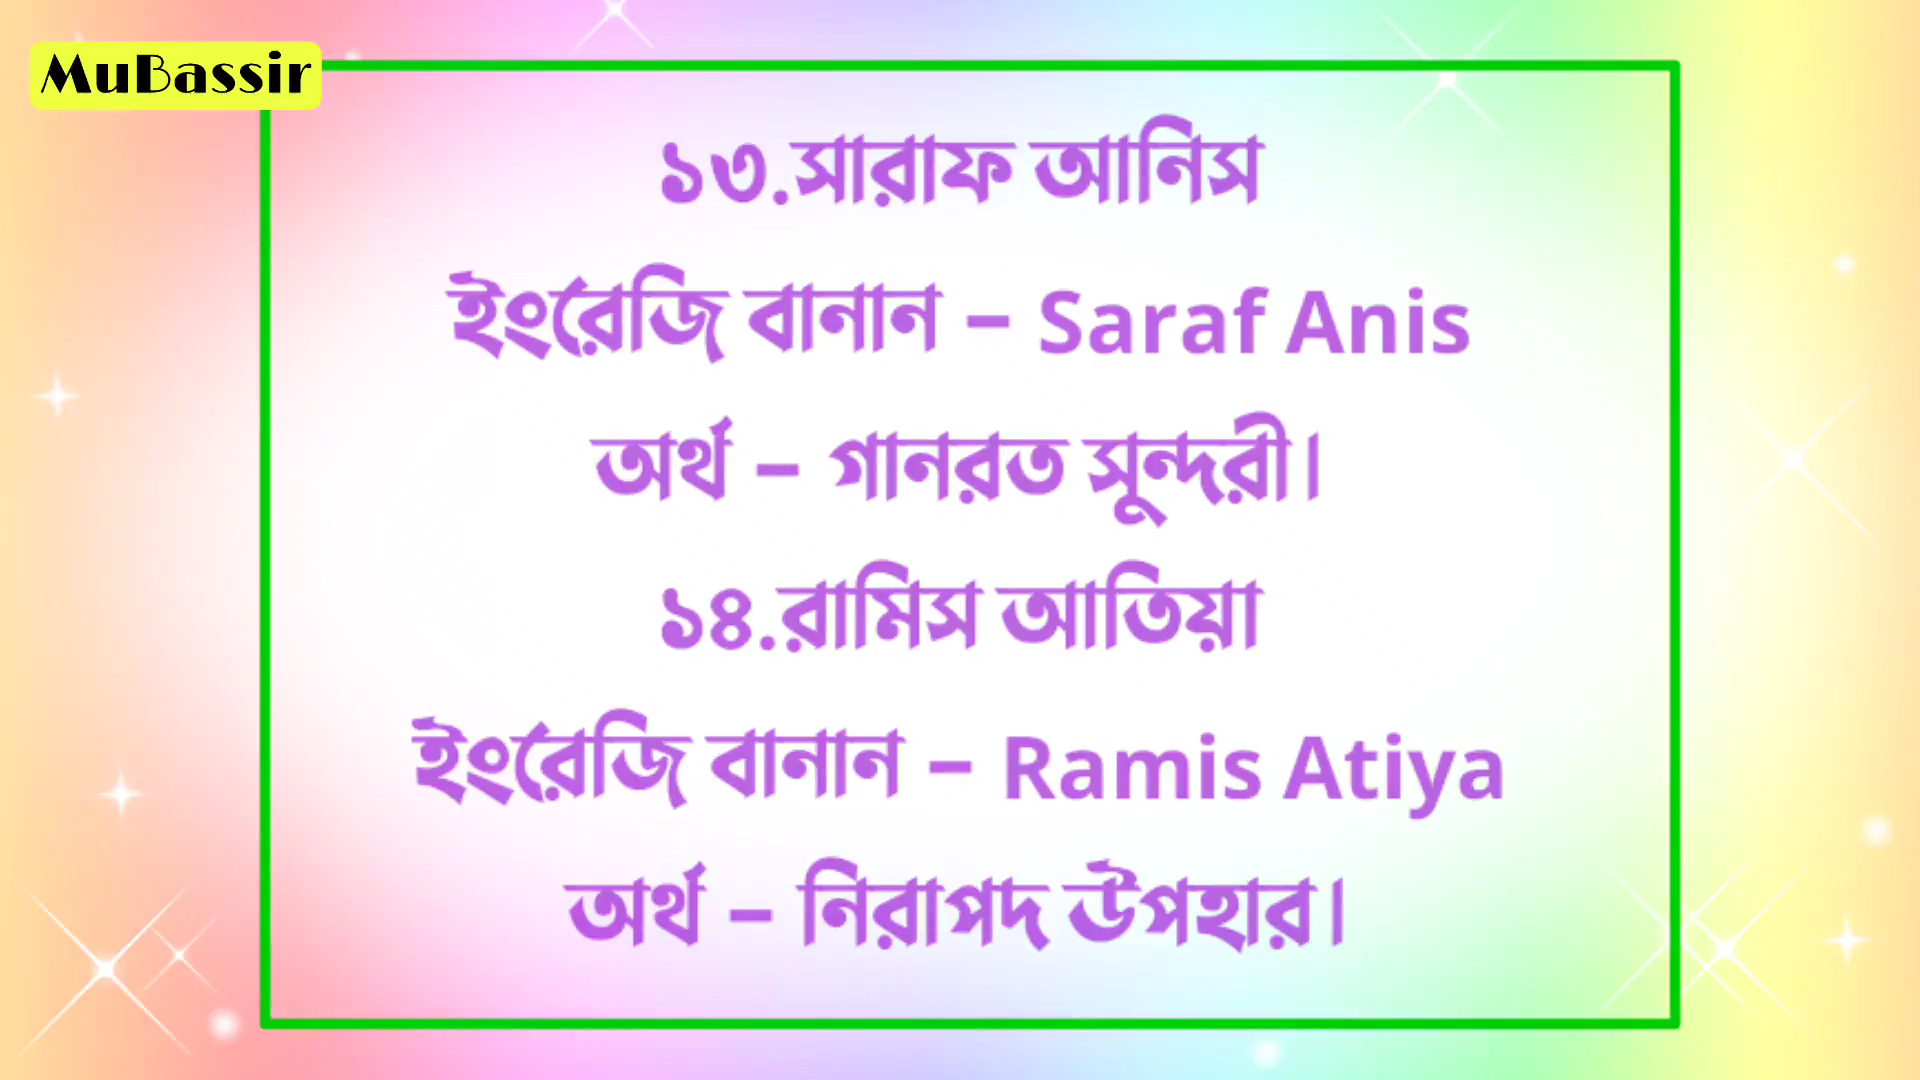 MuBassir
১৩.সারাফ আনিস
ইংরেজি বানান – Saraf Anis
অর্থ – গানরত সুন্দরী।
১৪.রামিস আতিয়া
ইংরেজি বানান – Ramis Atiya
অর্থ – নিরাপদ উপহার।